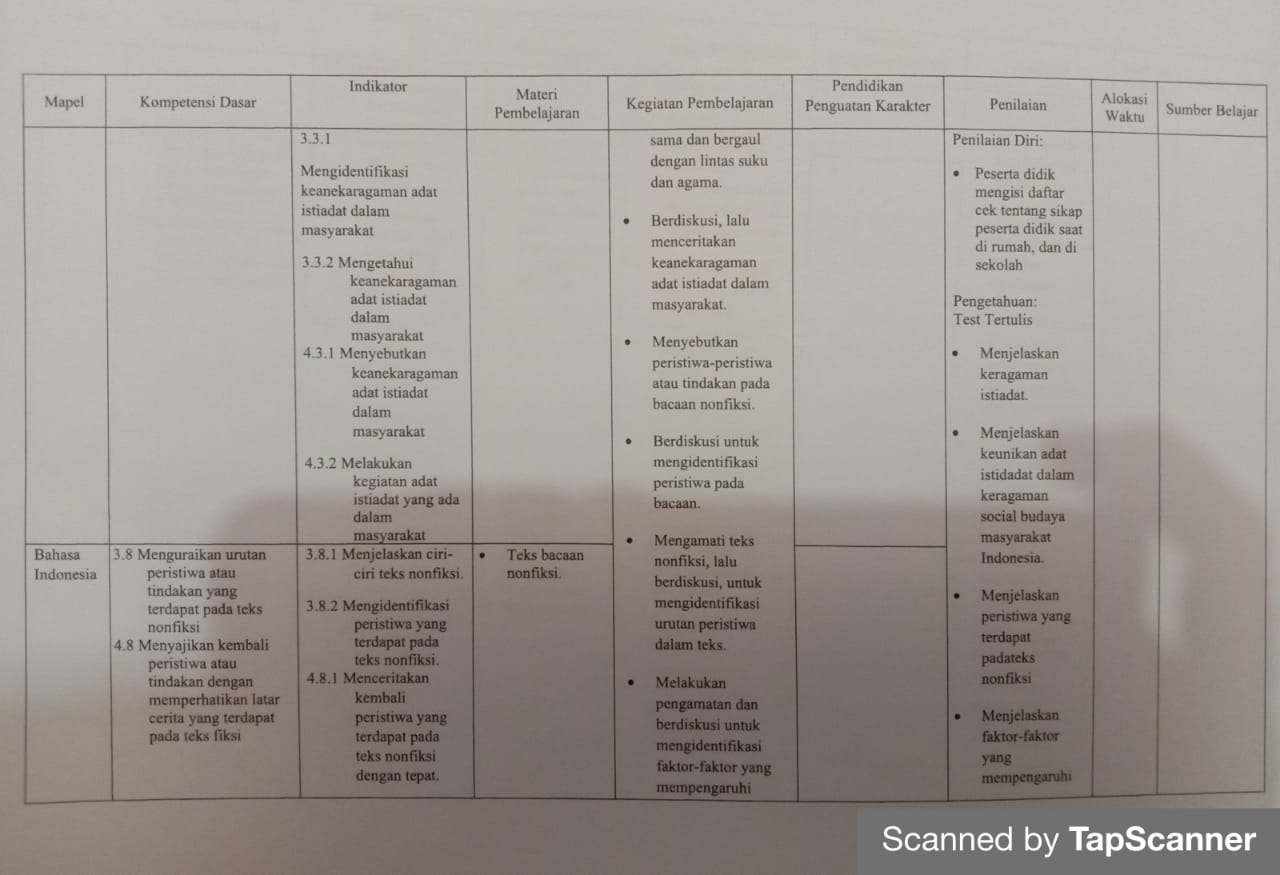 Mapel
Kompetensi Dasar
Indikator
Materi
Pembelajaran
Kegiatan Pembelajaran
Pendidikan
Penguatan Karakter
Penilaian
Alokasi
Waktu
Sumber Belajar
3.3.1
Mengidentifikasi
keanekaragaman adat
istiadat dalam
masyarakat
3.3.2 Mengetahui
keanekaragaman
adat istiadat
dalam
masyarakat
4.3.1 Menyebutkan
keanekaragaman
adat istiadat
dalam
masyarakat
4.3.2 Melakukan
kegiatan adat
istiadat yang ada
dalam
masyarakat
sama dan bergaul
dengan lintas suku
dan agama.
• Berdiskusi, lalu
menceritakan
keanekaragaman
adat istiadat dalam
masyarakat.
• Menyebutkan
peristiwa-peristiwa
atau tindakan pada
bacaan nonfiksi.
• Berdiskusi untuk
mengidentifikasi
peristiwa pada
bacaan.
• Mengamati teks
nonfiksi, lalu
berdiskusi, untuk
mengidentifikasi
urutan peristiwa
dalam teks.
• Melakukan
pengamatan dan
berdiskusi untuk
mengidentifikasi
faktor-faktor yang
mempengaruhi
Penilaian Diri:
• Peserta didik
mengisi daftar
cek tentang sikap
peserta didik saat
di rumah, dan di
sekolah
Pengetahuan:
Test Tertulis
• Menjelaskan
keragaman
istiadat.
• Menjelaskan
keunikan adat
istidadat dalam
keragaman
social budaya
masyarakat
Indonesia.
• Menjelaskan
peristiwa yang
terdapat
padateks
nonfiksi
• Menjelaskan
faktor-faktor
yang
mempengaruhi
Bahasa
Indonesia
3.8 Menguraikan urutan
peristiwa atau
tindakan yang
terdapat pada teks
nonfiksi
4.8 Menyajikan kembali
peristiwa atau
tindakan dengan
memperhatikan latar
cerita yang terdapat
pada teks fiksi
3.8.1 Menjelaskan ciri-
ciri teks nonfiksi.
3.8.2 Mengidentifikasi
peristiwa yang
terdapat pada
teks nonfiksi.
4.8.1 Menceritakan
kembali
peristiwa yang
terdapat pada
teks nonfiksi
dengan tepat.
• Teks bacaan
nonfiksi.
Scanned by TapScanner